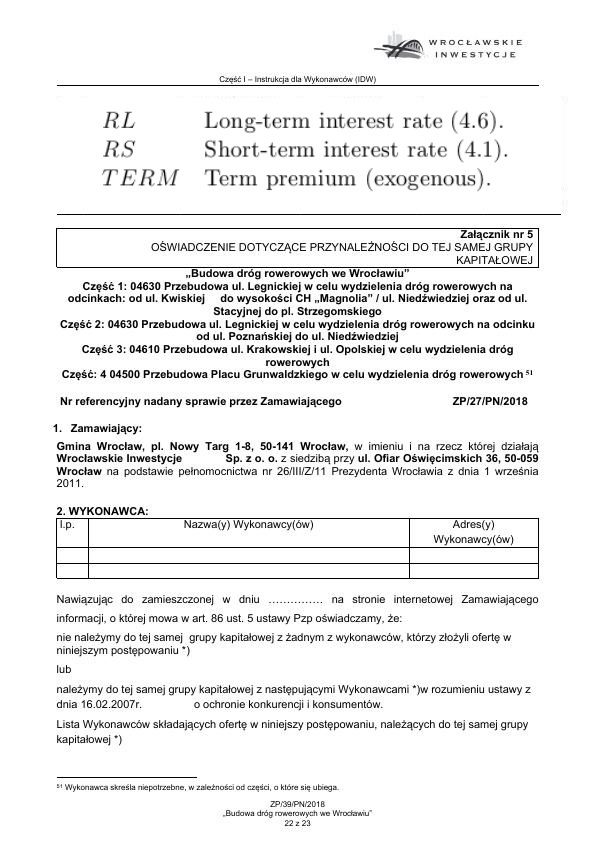 WROCŁAWSKIE
INWESTYCJE
Część I – Instrukcja dla Wykonawców (IDW)
RL Long-term interest rate (4.6).
RS Short-term interest rate (4.1).
TERM Term premium (exogenous).
Załącznik nr 5
OŚWIADCZENIE DOTYCZĄCE PRZYNALEŻNOŚCI DO TEJ SAMEJ GRUPY
KAPITAŁOWEJ
„Budowa dróg rowerowych we Wrocławiu”
Część 1: 04630 Przebudowa ul. Legnickiej w celu wydzielenia dróg rowerowych na
odcinkach: od ul. Kwiskiej do wysokości CH „Magnolia” / ul. Niedźwiedziej oraz od ul.
Stacyjnej do pl. Strzegomskiego
Część 2: 04630 Przebudowa ul. Legnickiej w celu wydzielenia dróg rowerowych na odcinku
od ul. Poznańskiej do ul. Niedźwiedziej
Część 3: 04610 Przebudowa ul. Krakowskiej i ul. Opolskiej w celu wydzielenia dróg
rowerowych
Część: 4 04500 Przebudowa Placu Grunwaldzkiego w celu wydzielenia dróg rowerowych 51
Nr referencyjny nadany sprawie przez Zamawiającego ZP/27/PN/2018
1. Zamawiający:
Gmina Wrocław, pl. Nowy Targ 1-8, 50-141 Wrocław, w imieniu i na rzecz której działają
Wrocławskie Inwestycje Sp. z o. o. z siedzibą przy ul. Ofiar Oświęcimskich 36, 50-059
Wrocław na podstawie pełnomocnictwa nr 26/III/Z/11 Prezydenta Wrocławia z dnia 1 września
2011.
2. WYKONAWCA:
l.p. Nazwa(y) Wykonawcy(ów) Adres(y)
Wykonawcy(ów)
Nawiązując do zamieszczonej w dniu …………… na stronie internetowej Zamawiającego
informacji, o której mowa w art. 86 ust. 5 ustawy Pzp oświadczamy, że:
nie należymy do tej samej grupy kapitałowej z żadnym z wykonawców, którzy złożyli ofertę w
niniejszym postępowaniu *)
lub
należymy do tej samej grupy kapitałowej z następującymi Wykonawcami *)w rozumieniu ustawy z
dnia 16.02.2007r. o ochronie konkurencji i konsumentów.
Lista Wykonawców składających ofertę w niniejszy postępowaniu, należących do tej samej grupy
kapitałowej *)
51 Wykonawca skreśla niepotrzebne, w zależności od części, o które się ubiega.
ZP/39/PN/2018
„Budowa dróg rowerowych we Wrocławiu”
22 z 23